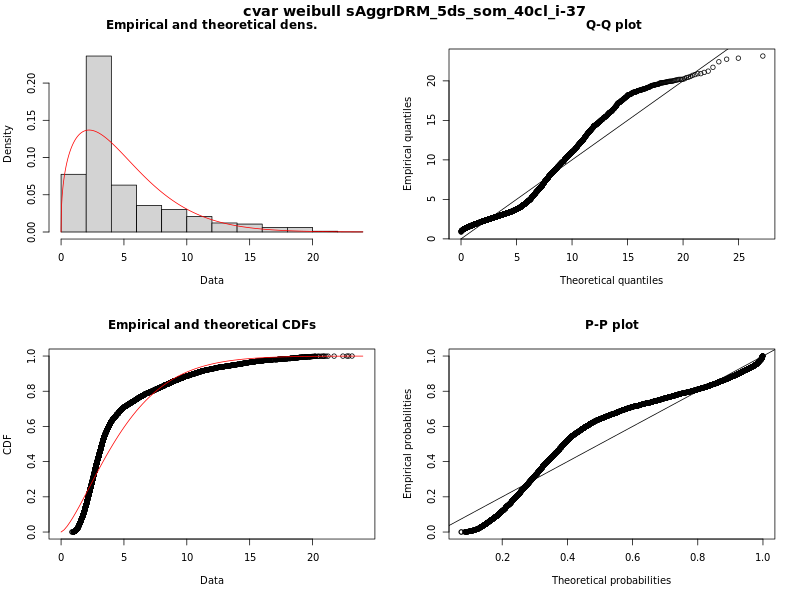 cvar weibull sAggrDRM_5ds_som_40cl_i-37
Empirical and theoretical dens.
Density
0.00 0.05 0.10 0.15 0.20
0 5 10 15 20
Data
Q-Q plot
Empirical quantiles
0 5 10 15 20
0 5 10 15 20 25
Theoretical quantiles
Empirical and theoretical CDFs
CDF
0.0 0.2 0.4 0.6 0.8 1.0
0 5 10 15 20
Data
P-P plot
Empirical probabilities
0.0 0.2 0.4 0.6 0.8 1.0
0.2 0.4 0.6 0.8 1.0
Theoretical probabilities